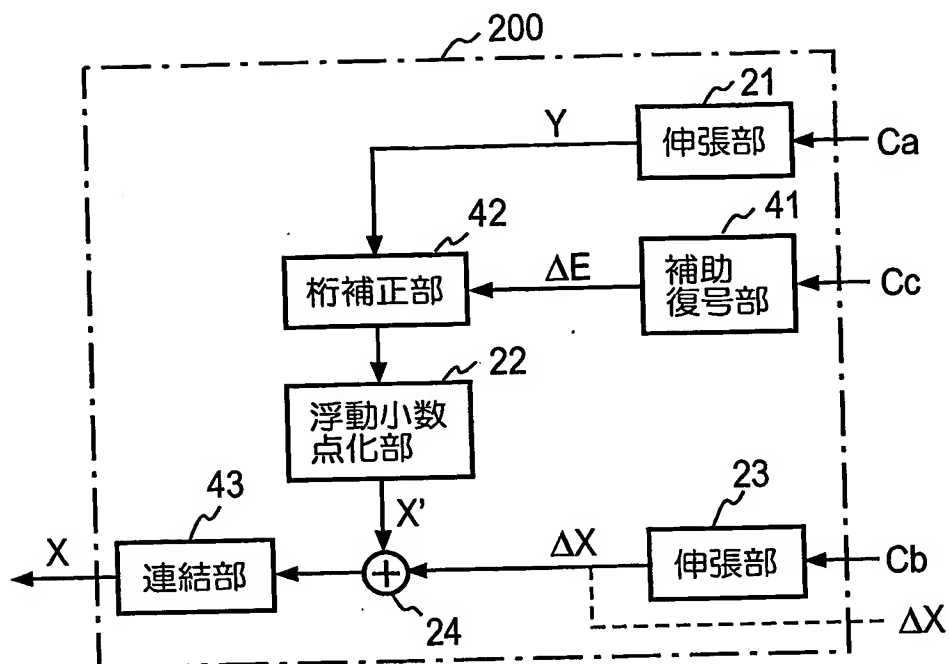 200
21
Y
伸張部
Ca
42
41
桁補正部
ΔE
補助
復号部
Cc
22
浮動小数
点化部
43
23
X'
X
連結部
ΔX
伸張部
Cb
24
ΔX